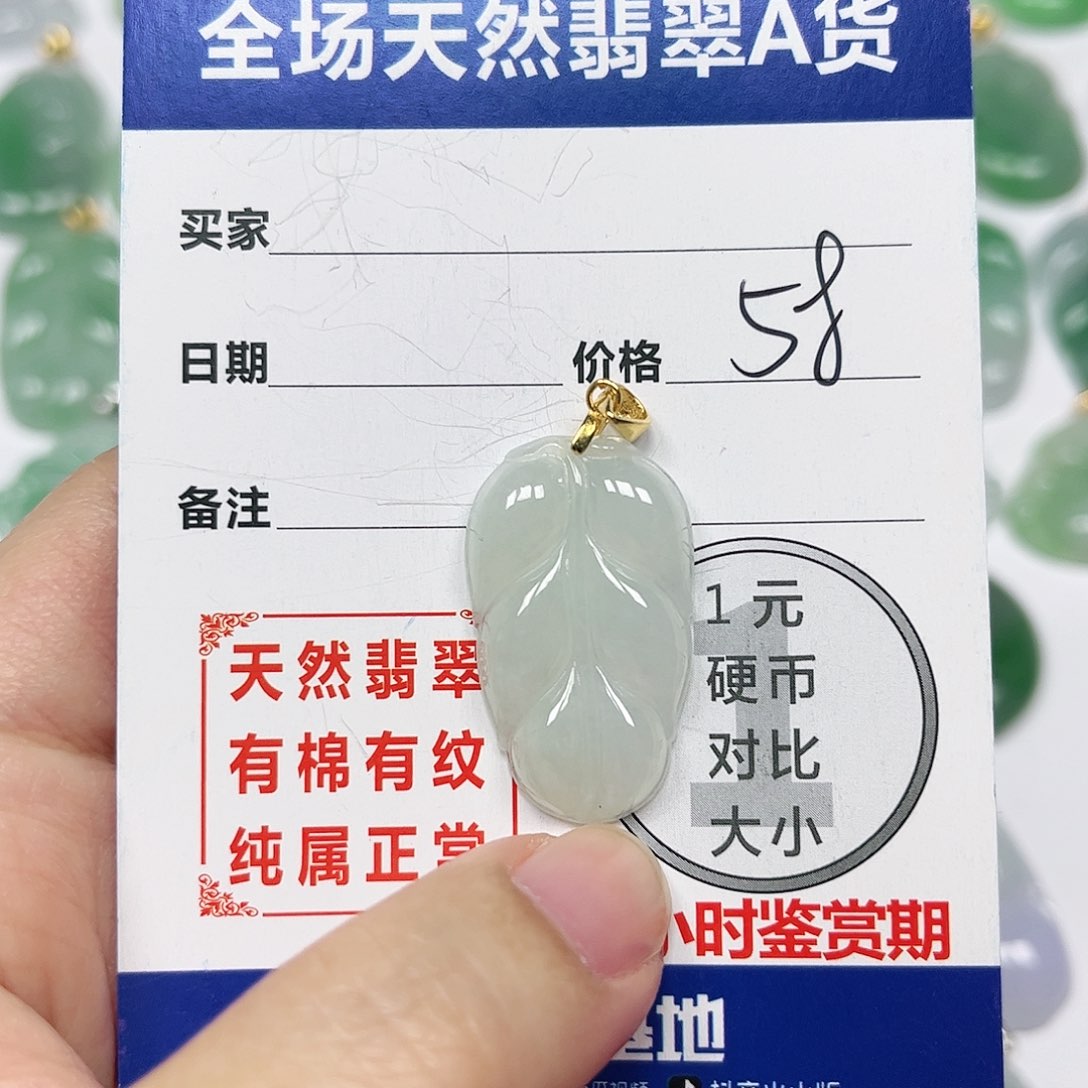 全场天然翡翠A货
买家
日期 价格 58
备注
1元
硬币
对比
大小
天然翡翠
有棉有纹
纯属正常
小时鉴赏期
基地